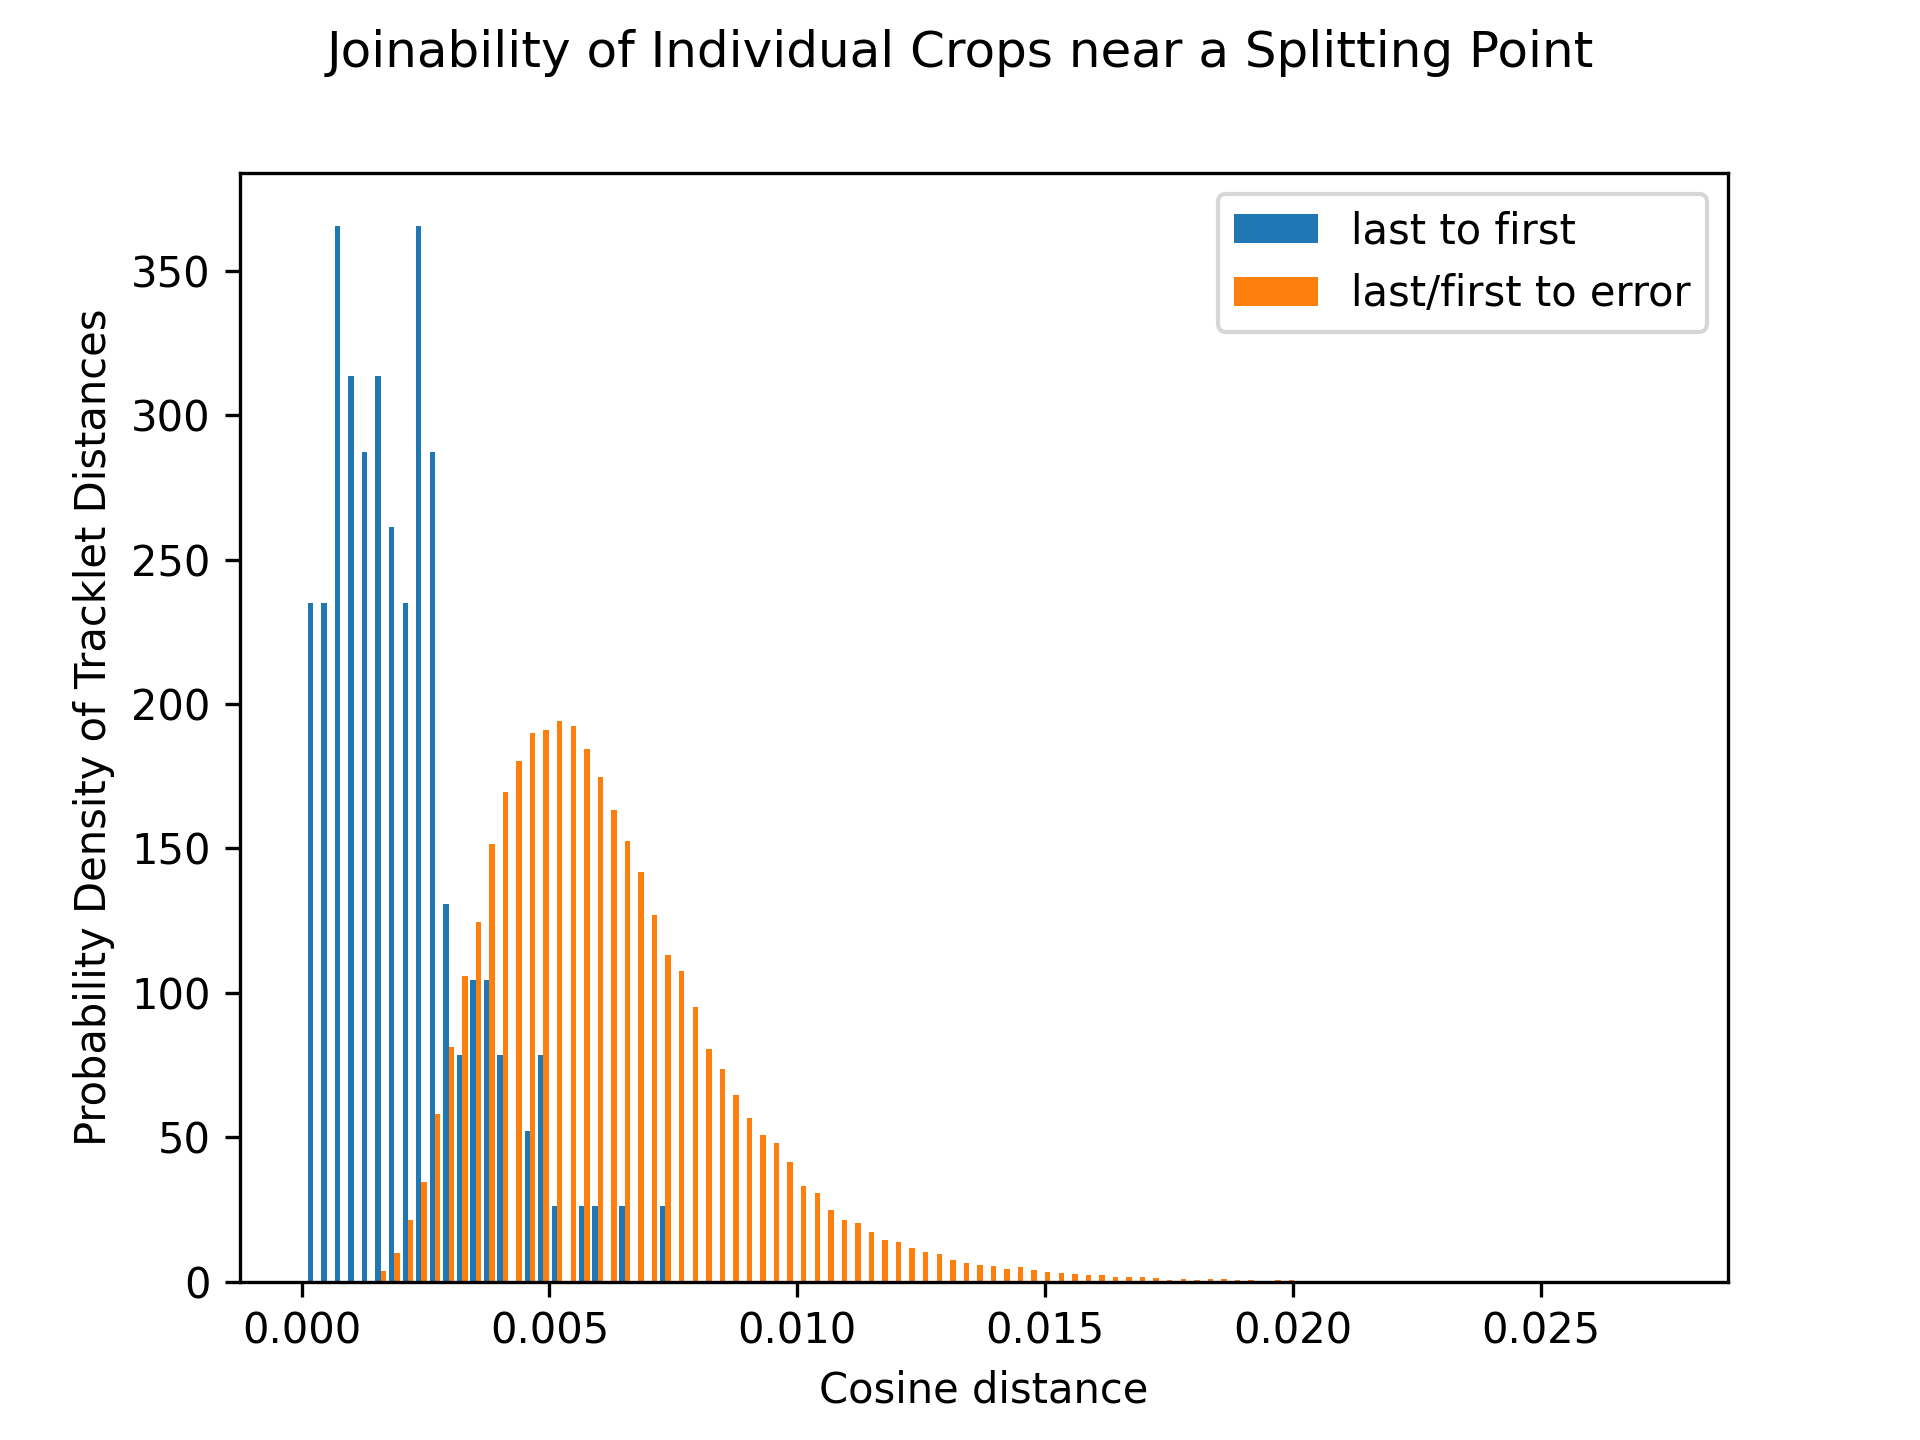 Joinability of Individual Crops near a Splitting Point
last to first
last/first to error
Probability Density of Tracklet Distances
350
300
250
200
150
100
50
0
0.000 0.005 0.010 0.015 0.020 0.025
Cosine distance